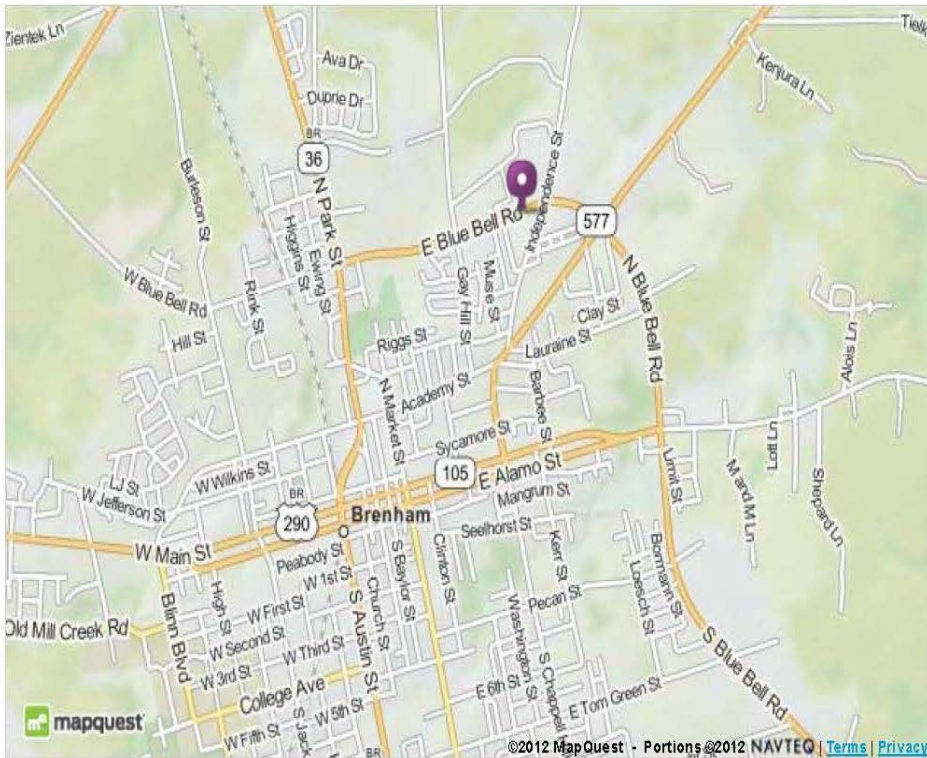 Zientek Ln
Ava Dr
Duprie Dr
BR
36
N Park St
Burleson St
Higgins St
Ewing St
W Blue Bell Rd
Rink St
Hill St
E Blue Bell Rd
Independence St
577
Kenjura Ln
Gay Hill St
Muse St
N Blue Bell Rd
Clay St
Lauraine St
Riggs St
Academy St
N Market St
Barbee St
Alois Ln
Sycamore St
105
E Alamo St
Mangrum St
Seelhorst St
Urmit St
M and M Ln
Loth Ln
Shepard Ln
LJ St
W Jefferson St
W Wilkins St
BR
290
Brenham
W Main St
Peabody St
W 1st St
Old Mill Creek Rd
Blinn Blvd
High St
W First St
W Second St
W 3rd St
W Third St
College Ave
W 5th St
W Fifth St
Church St
S Austin St
S Baylor St
Clinton St
Kerr St
Pecan St
Washington St
S Chappell
E 6th St
E Tom Green St
Bormann St
Loesch St
S Blue Bell Rd
BR
mapquest
©2012 MapQuest - Portions ©2012 NAVTEQ | Terms | Privacy